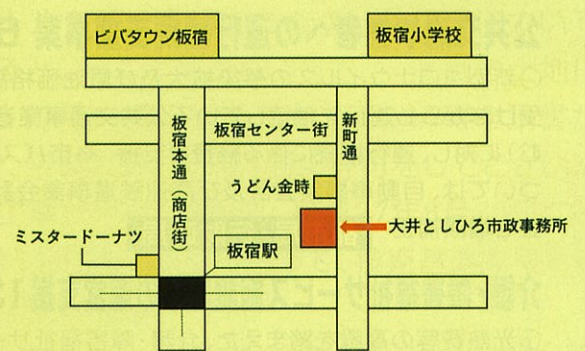 ビバタウン板宿
板宿小学校
板宿センター街
板宿本通（商店街）
新町通
うどん金時
大井としひろ市政事務所
ミスタードーナツ
板宿駅